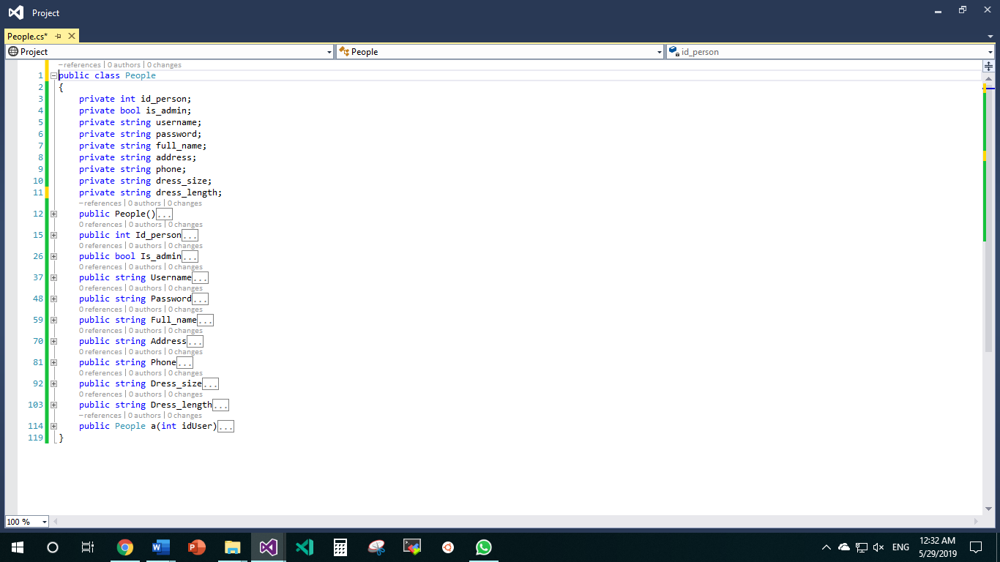 Project
People.cs*
Project People id_person
–references | 0 authors | 0 changes
1 public class People
2 {
3 private int id_person;
4 private bool is_admin;
5 private string username;
6 private string password;
7 private string full_name;
8 private string address;
9 private string phone;
10 private string dress_size;
11 private string dress_length;
–references | 0 authors | 0 changes
12 public People()...
0 references | 0 authors | 0 changes
15 public int Id_person...
0 references | 0 authors | 0 changes
26 public bool Is_admin...
0 references | 0 authors | 0 changes
37 public string Username...
0 references | 0 authors | 0 changes
48 public string Password...
0 references | 0 authors | 0 changes
59 public string Full_name...
0 references | 0 authors | 0 changes
70 public string Address...
0 references | 0 authors | 0 changes
81 public string Phone...
0 references | 0 authors | 0 changes
92 public string Dress_size...
0 references | 0 authors | 0 changes
103 public string Dress_length...
–references | 0 authors | 0 changes
114 public People a(int idUser)...
119 }
100 %
ENG
12:32 AM
5/29/2019